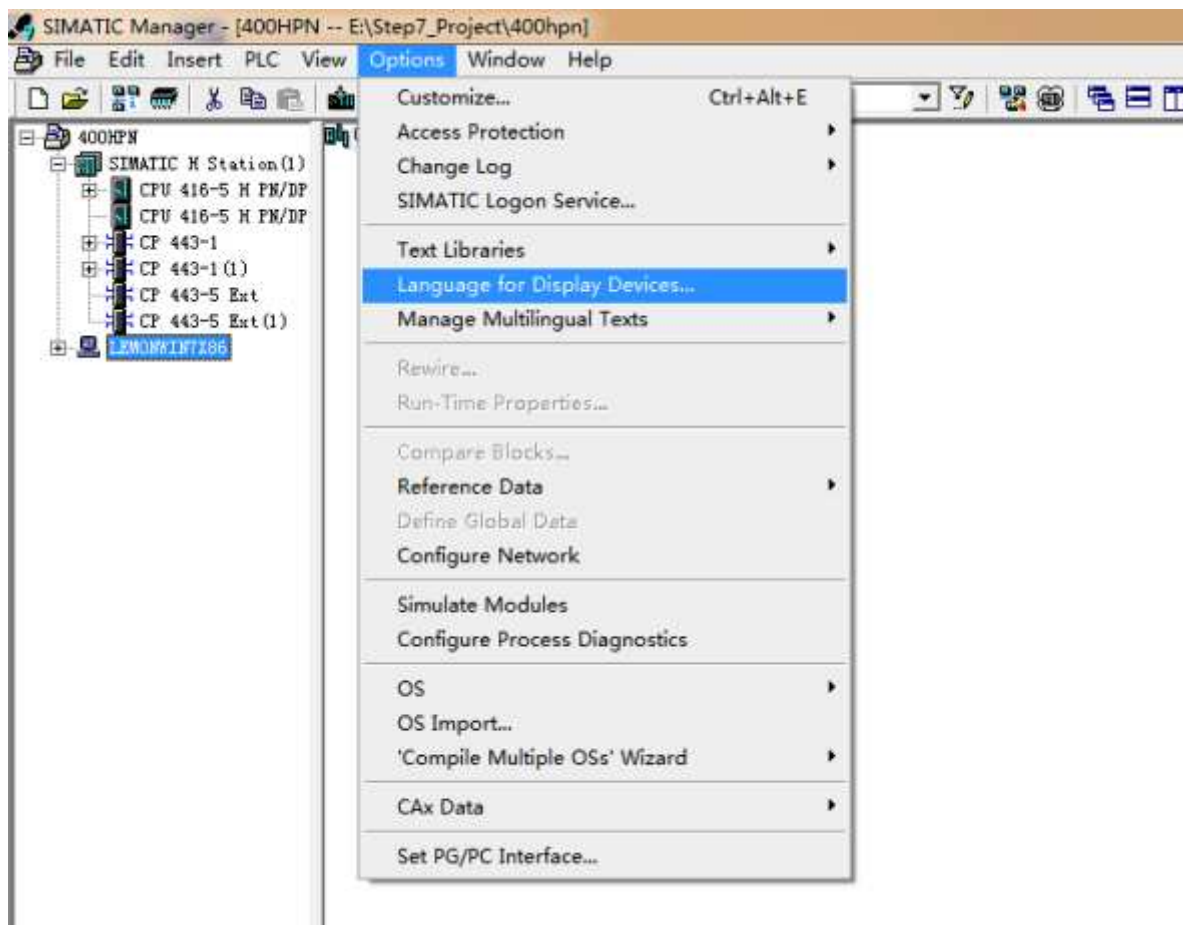 SIMATIC Manager - [400HPN -- E:\Step7_Project\400hpn]
File Edit Insert PLC View Options Window Help
Customize... Ctrl+Alt+E
Access Protection
Change Log
SIMATIC Logon Service...
Text Libraries
Language for Display Devices...
Manage Multilingual Texts
Rewire...
Run-Time Properties...
Compare Blocks...
Reference Data
Define Global Data
Configure Network
Simulate Modules
Configure Process Diagnostics
OS
OS Import...
'Compile Multiple OSs' Wizard
CAx Data
Set PG/PC Interface...
400HPN
SIMATIC H Station(1)
CPU 416-5 H PN/DP
CPU 416-5 H PN/DP
CP 443-1
CP 443-1(1)
CP 443-5 Ext
CP 443-5 Ext(1)
LEMONWIN7X86